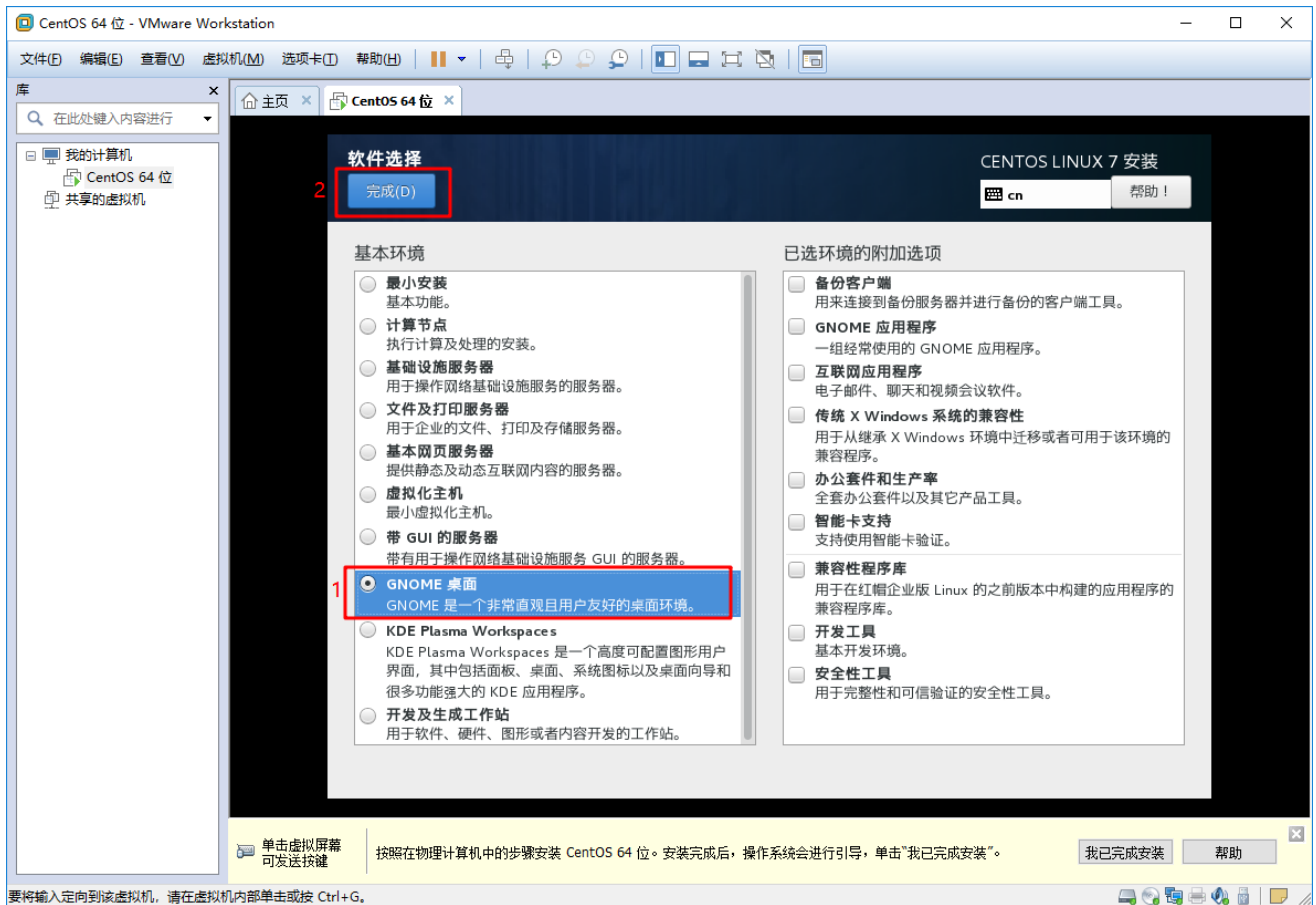 CentOS 64 位 - VMware Workstation
文件(F) 编辑(E) 查看(V) 虚拟机(M) 选项卡(T) 帮助(H)
库
在此处键入内容进行
我的计算机
CentOS 64 位
共享的虚拟机
主页
CentOS 64 位
软件选择
2
完成(D)
CENTOS LINUX 7 安装
cn
帮助！
基本环境
最小安装
基本功能。
计算节点
执行计算及处理的安装。
基础设施服务器
用于操作网络基础设施服务的服务器。
文件及打印服务器
用于企业的文件、打印及存储服务器。
基本网页服务器
提供静态及动态互联网内容的服务器。
虚拟化主机
最小虚拟化主机。
带 GUI 的服务器
带有用于操作网络基础设施服务 GUI 的服务器。
1
GNOME 桌面
GNOME 是一个非常直观且用户友好的桌面环境。
KDE Plasma Workspaces
KDE Plasma Workspaces 是一个高度可配置图形用户
界面，其中包括面板、桌面、系统图标以及桌面向导和
很多功能强大的 KDE 应用程序。
开发及生成工作站
用于软件、硬件、图形或者内容开发的工作站。
已选环境的附加选项
备份客户端
用来连接到备份服务器并进行备份的客户端工具。
GNOME 应用程序
一组经常使用的 GNOME 应用程序。
互联网应用程序
电子邮件、聊天和视频会议软件。
传统 X Windows 系统的兼容性
用于从继承 X Windows 环境中迁移或者可用于该环境的
兼容程序。
办公套件和生产率
全套办公套件以及其它产品工具。
智能卡支持
支持使用智能卡验证。
兼容性程序库
用于在红帽企业版 Linux 的之前版本中构建的应用程序的
兼容程序库。
开发工具
基本开发环境。
安全性工具
用于完整性和可信验证的安全性工具。
单击虚拟屏幕
可发送按键
按照在物理计算机中的步骤安装 CentOS 64 位。安装完成后，操作系统会进行引导，单击“我已完成安装”。
我已完成安装
帮助
要将输入定向到该虚拟机，请在虚拟机内部单击或按 Ctrl+G。